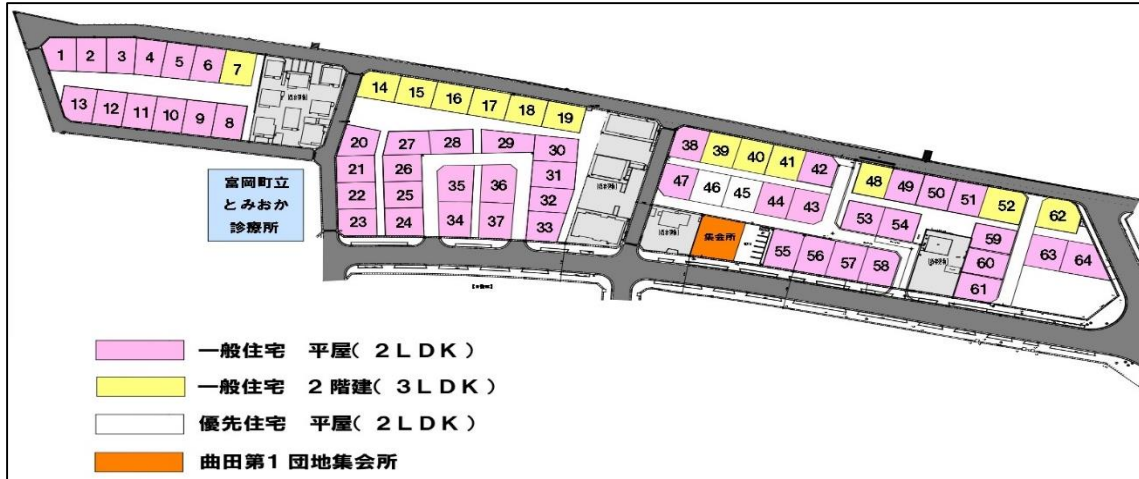 1 2 3 4 5 6 7
13 12 11 10 9 8
14 15 16 17 18 19
20 27 28 29 30
21 26 31
22 25 35 36 32
23 24 34 37 33
38 39 40 41 42
47 46 45 44 43
48 49 50 51 52 62
53 54 59 63 64
55 56 57 58 60
61
集会所
富岡町立
とみおか
診療所
一般住宅 平屋( 2LDK )
一般住宅 2階建( 3LDK )
優先住宅 平屋( 2LDK )
曲田第1団地集会所